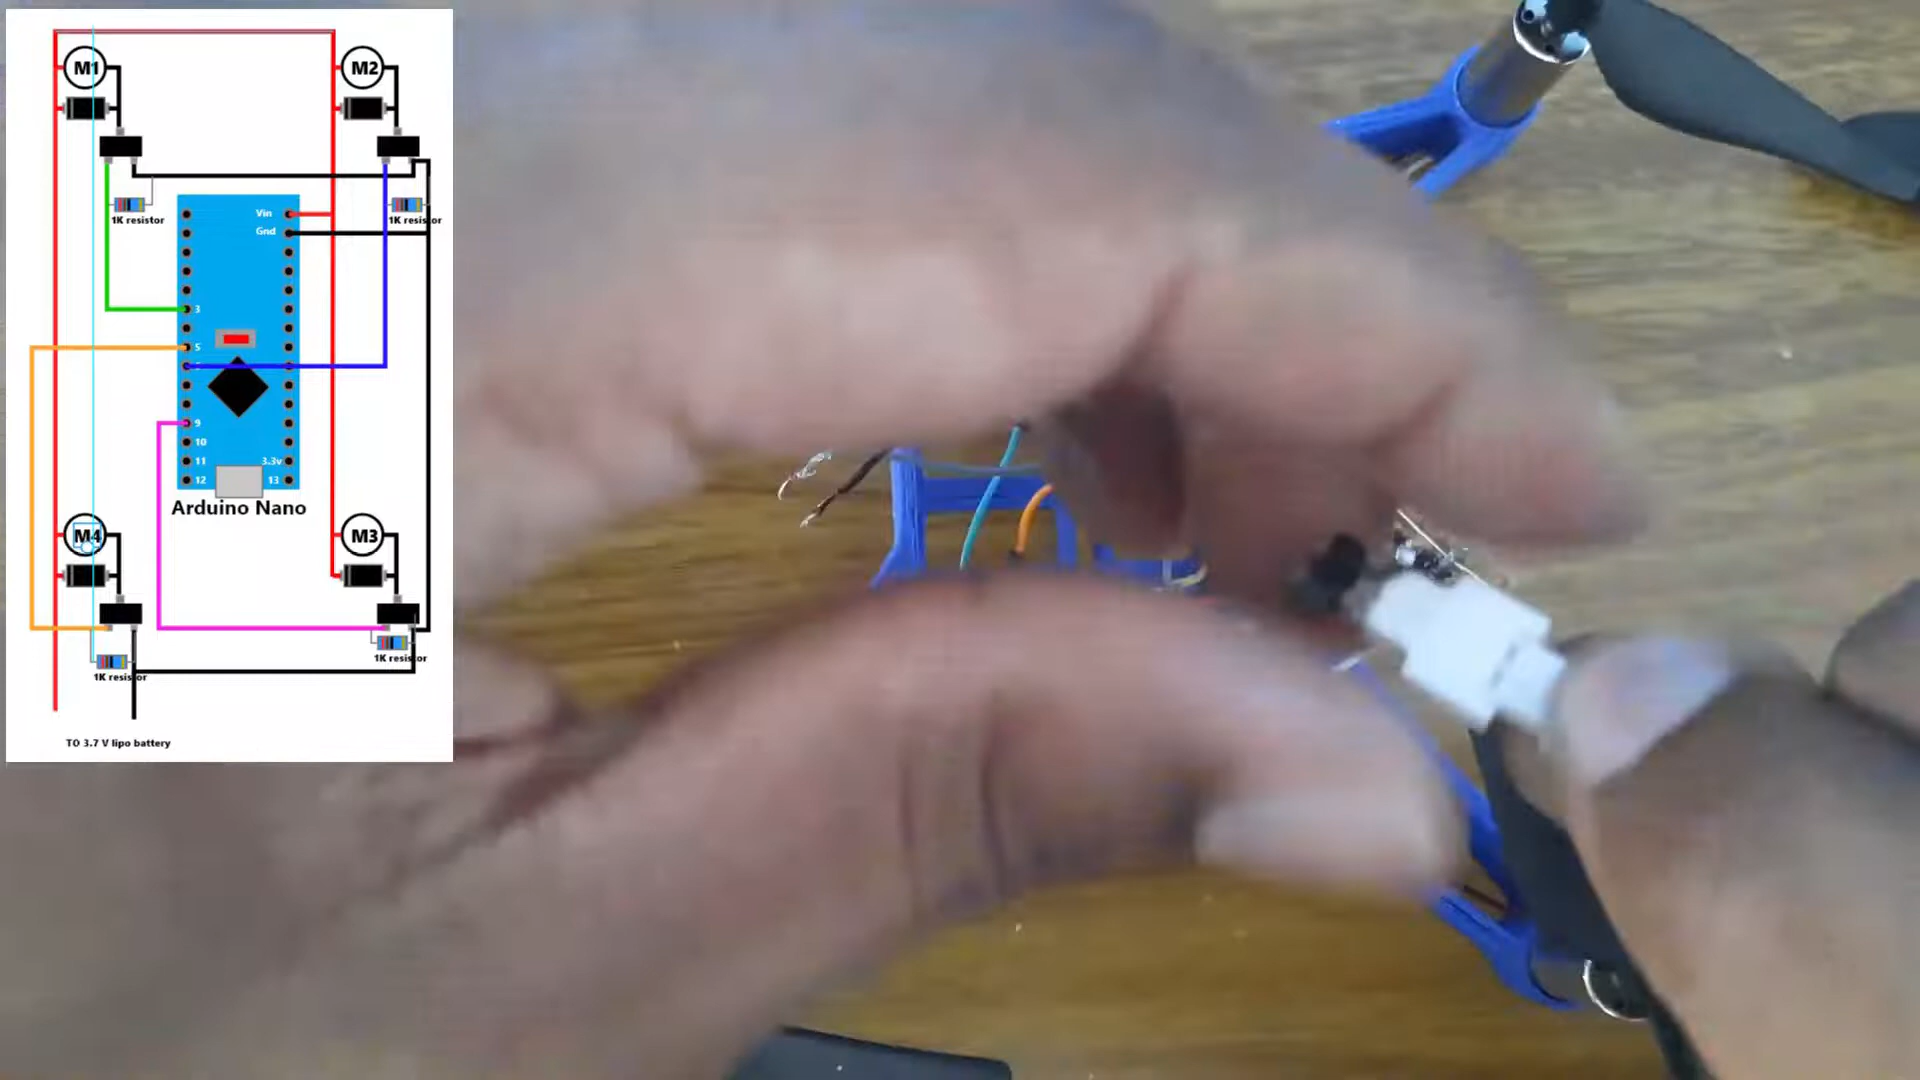 M1
M2
1K resistor
1K resistor
Vin
Gnd
3
5
9
10
11
3.3v
12
13
Arduino Nano
M4
M3
1K resistor
1K resistor
TO 3.7 V lipo battery